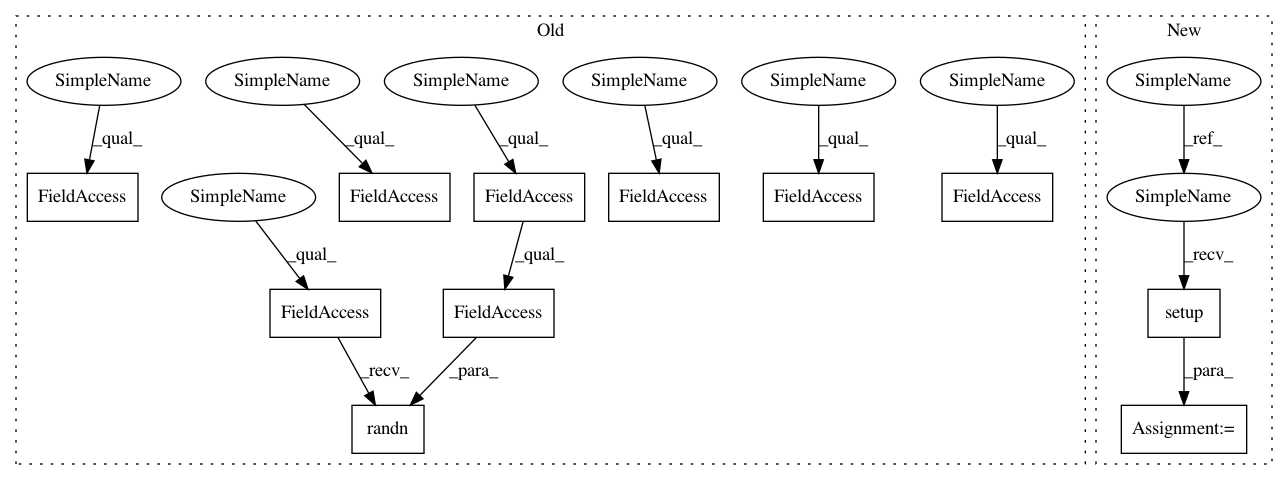 Old
New
SimpleName
SimpleName
SimpleName
SimpleName
SimpleName
SimpleName
SimpleName
_qual_
_qual_
_qual_
_qual_
_qual_
_qual_
_ref_
FieldAccess
SimpleName
FieldAccess
FieldAccess
FieldAccess
FieldAccess
FieldAccess
SimpleName
_qual_
_qual_
_recv_
FieldAccess
FieldAccess
setup
_recv_
_para_
_para_
randn
Assignment:=